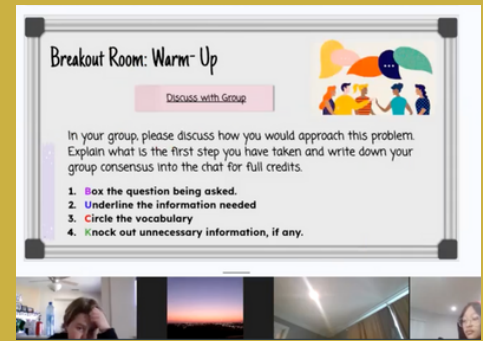 Breakout Room: Warm-Up
Discuss with Group
In your group, please discuss how you would approach this problem.
Explain what is the first step you have taken and write down your
group consensus into the chat for full credits.
1. Box the question being asked.
2. Underline the information needed
3. Circle the vocabulary
4. Knock out unnecessary information, if any.